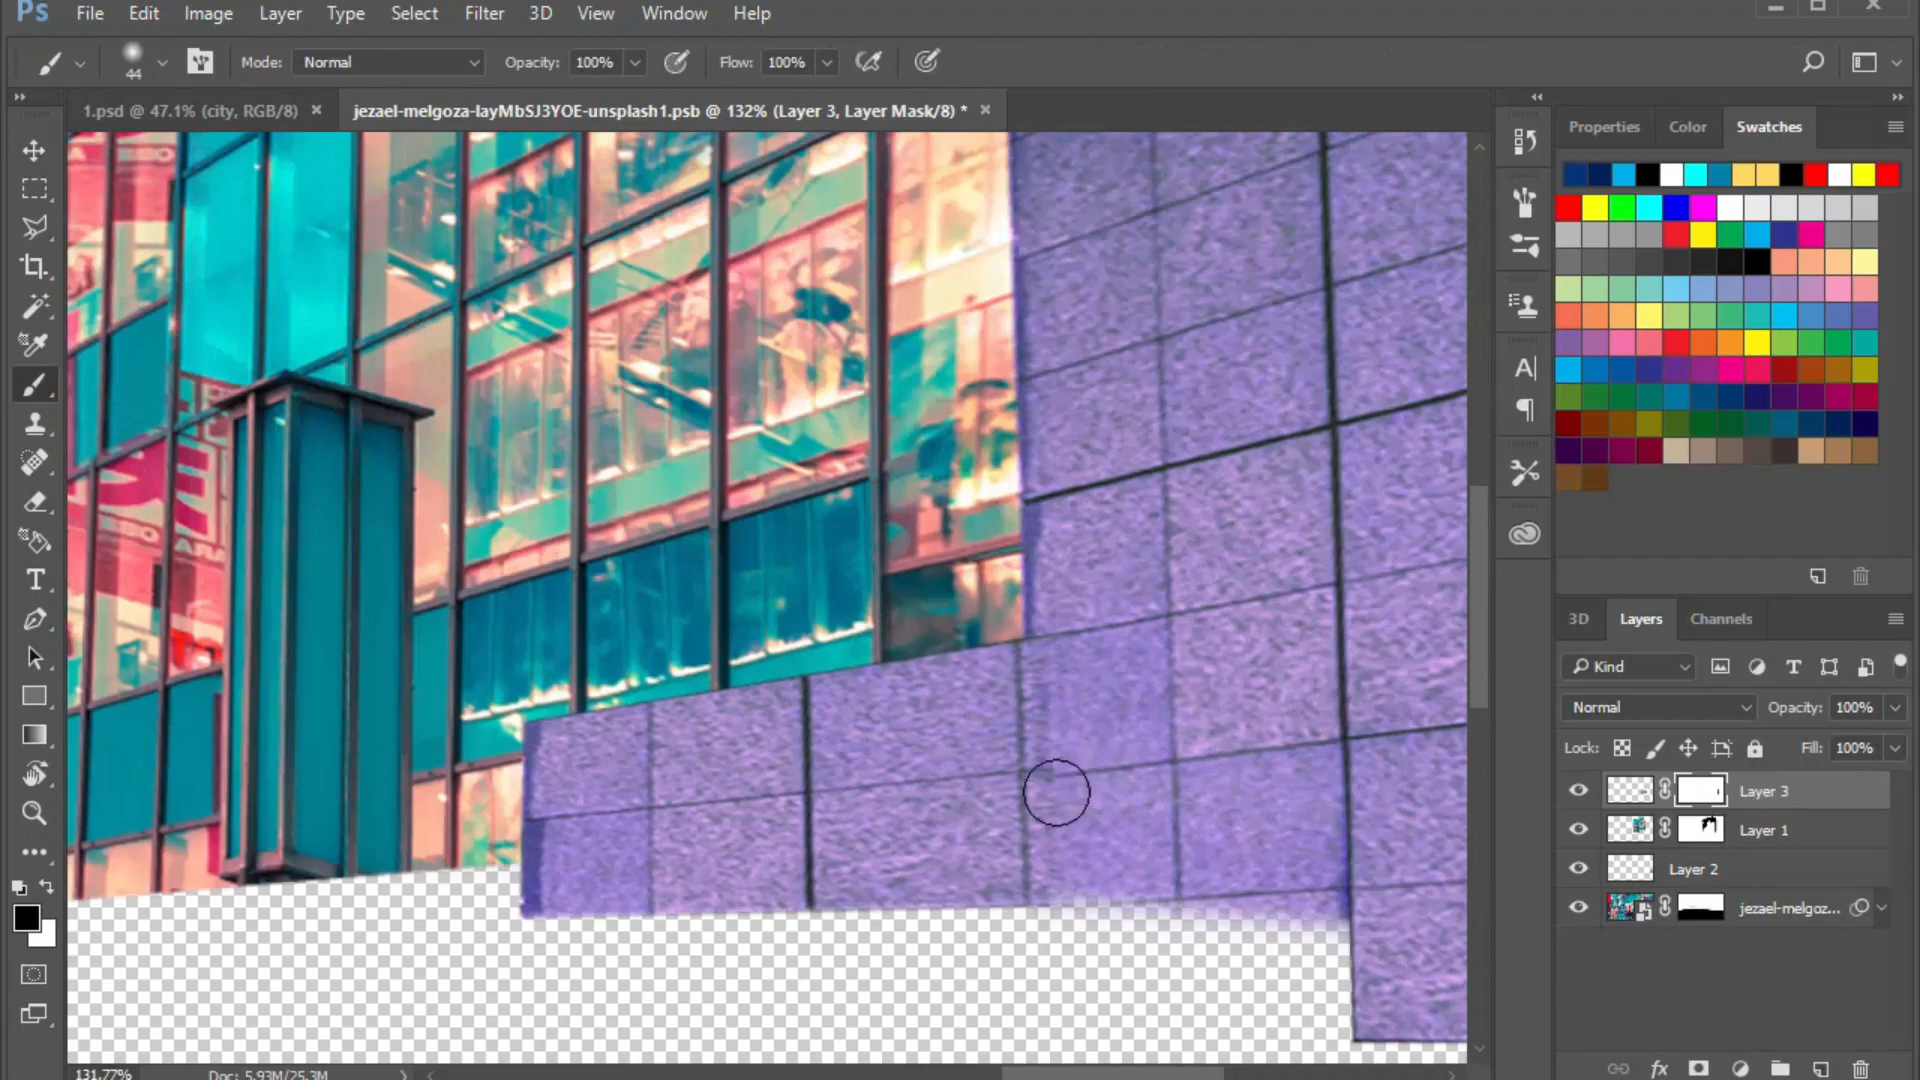 Ps File Edit Image Layer Type Select Filter 3D View Window Help
44 Mode: Normal Opacity: 100% Flow: 100%
1.psd @ 47.1% (city, RGB/8) × jezael-melgoza-layMbSJ3YOE-unsplash1.psb @ 132% (Layer 3, Layer Mask/8) * ×
Properties Color Swatches
3D Layers Channels
Kind
Normal Opacity: 100%
Lock: Fill: 100%
Layer 3
Layer 1
Layer 2
jezael-melgoz...
131.77% Doc: 5.93M/25.3M